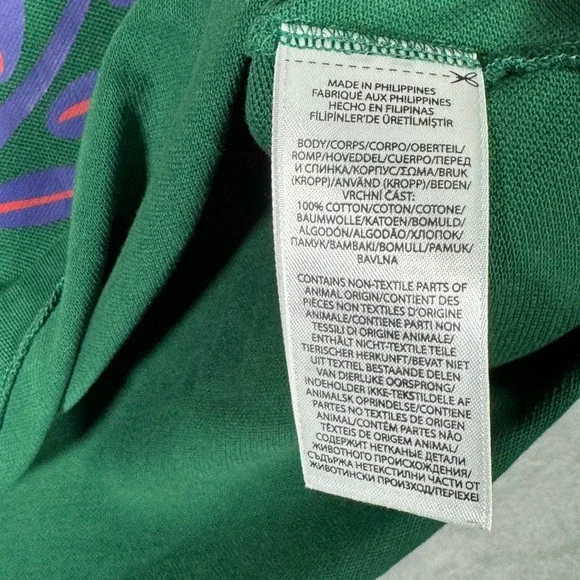 MADE IN PHILIPPINES
FABRIQUÉ AUX PHILIPPINES
HECHO EN FILIPINAS
FİLİPİNLER'DE ÜRETİLMİŞTİR
BODY/CORPS/CORPO/OBERTEIL/
ROMP/HOVEDDEL/CUERPO/ПЕРЕД
И СПИНКА/КОРПУС/ΣΩΜΑ/BRUK
(KROPP)/ANVÄND (KROPP)/BEDEN/
VRCHNÍ ČÁST:
100% COTTON/COTON/COTONE/
BAUMWOLLE/KATOEN/BOMULD/
ALGODÓN/ALGODÃO/ХЛОПОК/
ПАМУК/BAMBAKI/BOMULL/PAMUK/
BAVLNA
CONTAINS NON-TEXTILE PARTS OF
ANIMAL ORIGIN/CONTIENT DES
PIÈCES NON TEXTILES D'ORIGINE
ANIMALE/CONTIENE PARTI NON
TESSILI DI ORIGINE ANIMALE/
ENTHÄLT NICHT-TEXTILE TEILE
TIERISCHER HERKUNFT/BEVAT NIET
UIT TEXTIEL BESTAANDE DELEN
VAN DIERLIJKE OORSPRONG/
INDEHOLDER IKKE-TEKSTILDELE AF
ANIMALSK OPRINDELSE/CONTIENE
PARTES NO TEXTILES DE ORIGEN
ANIMAL/CONTÉM PARTES NÃO
TÊXTEIS DE ORIGEM ANIMAL/
СОДЕРЖИТ НЕТКАНЫЕ ДЕТАЛИ
ЖИВОТНОГО ПРОИСХОЖДЕНИЯ/
СЪДЪРЖА НЕТЕКСТИЛНИ ЧАСТИ ОТ
ЖИВОТИНСКИ ПРОИЗХОД/PERIEXEI